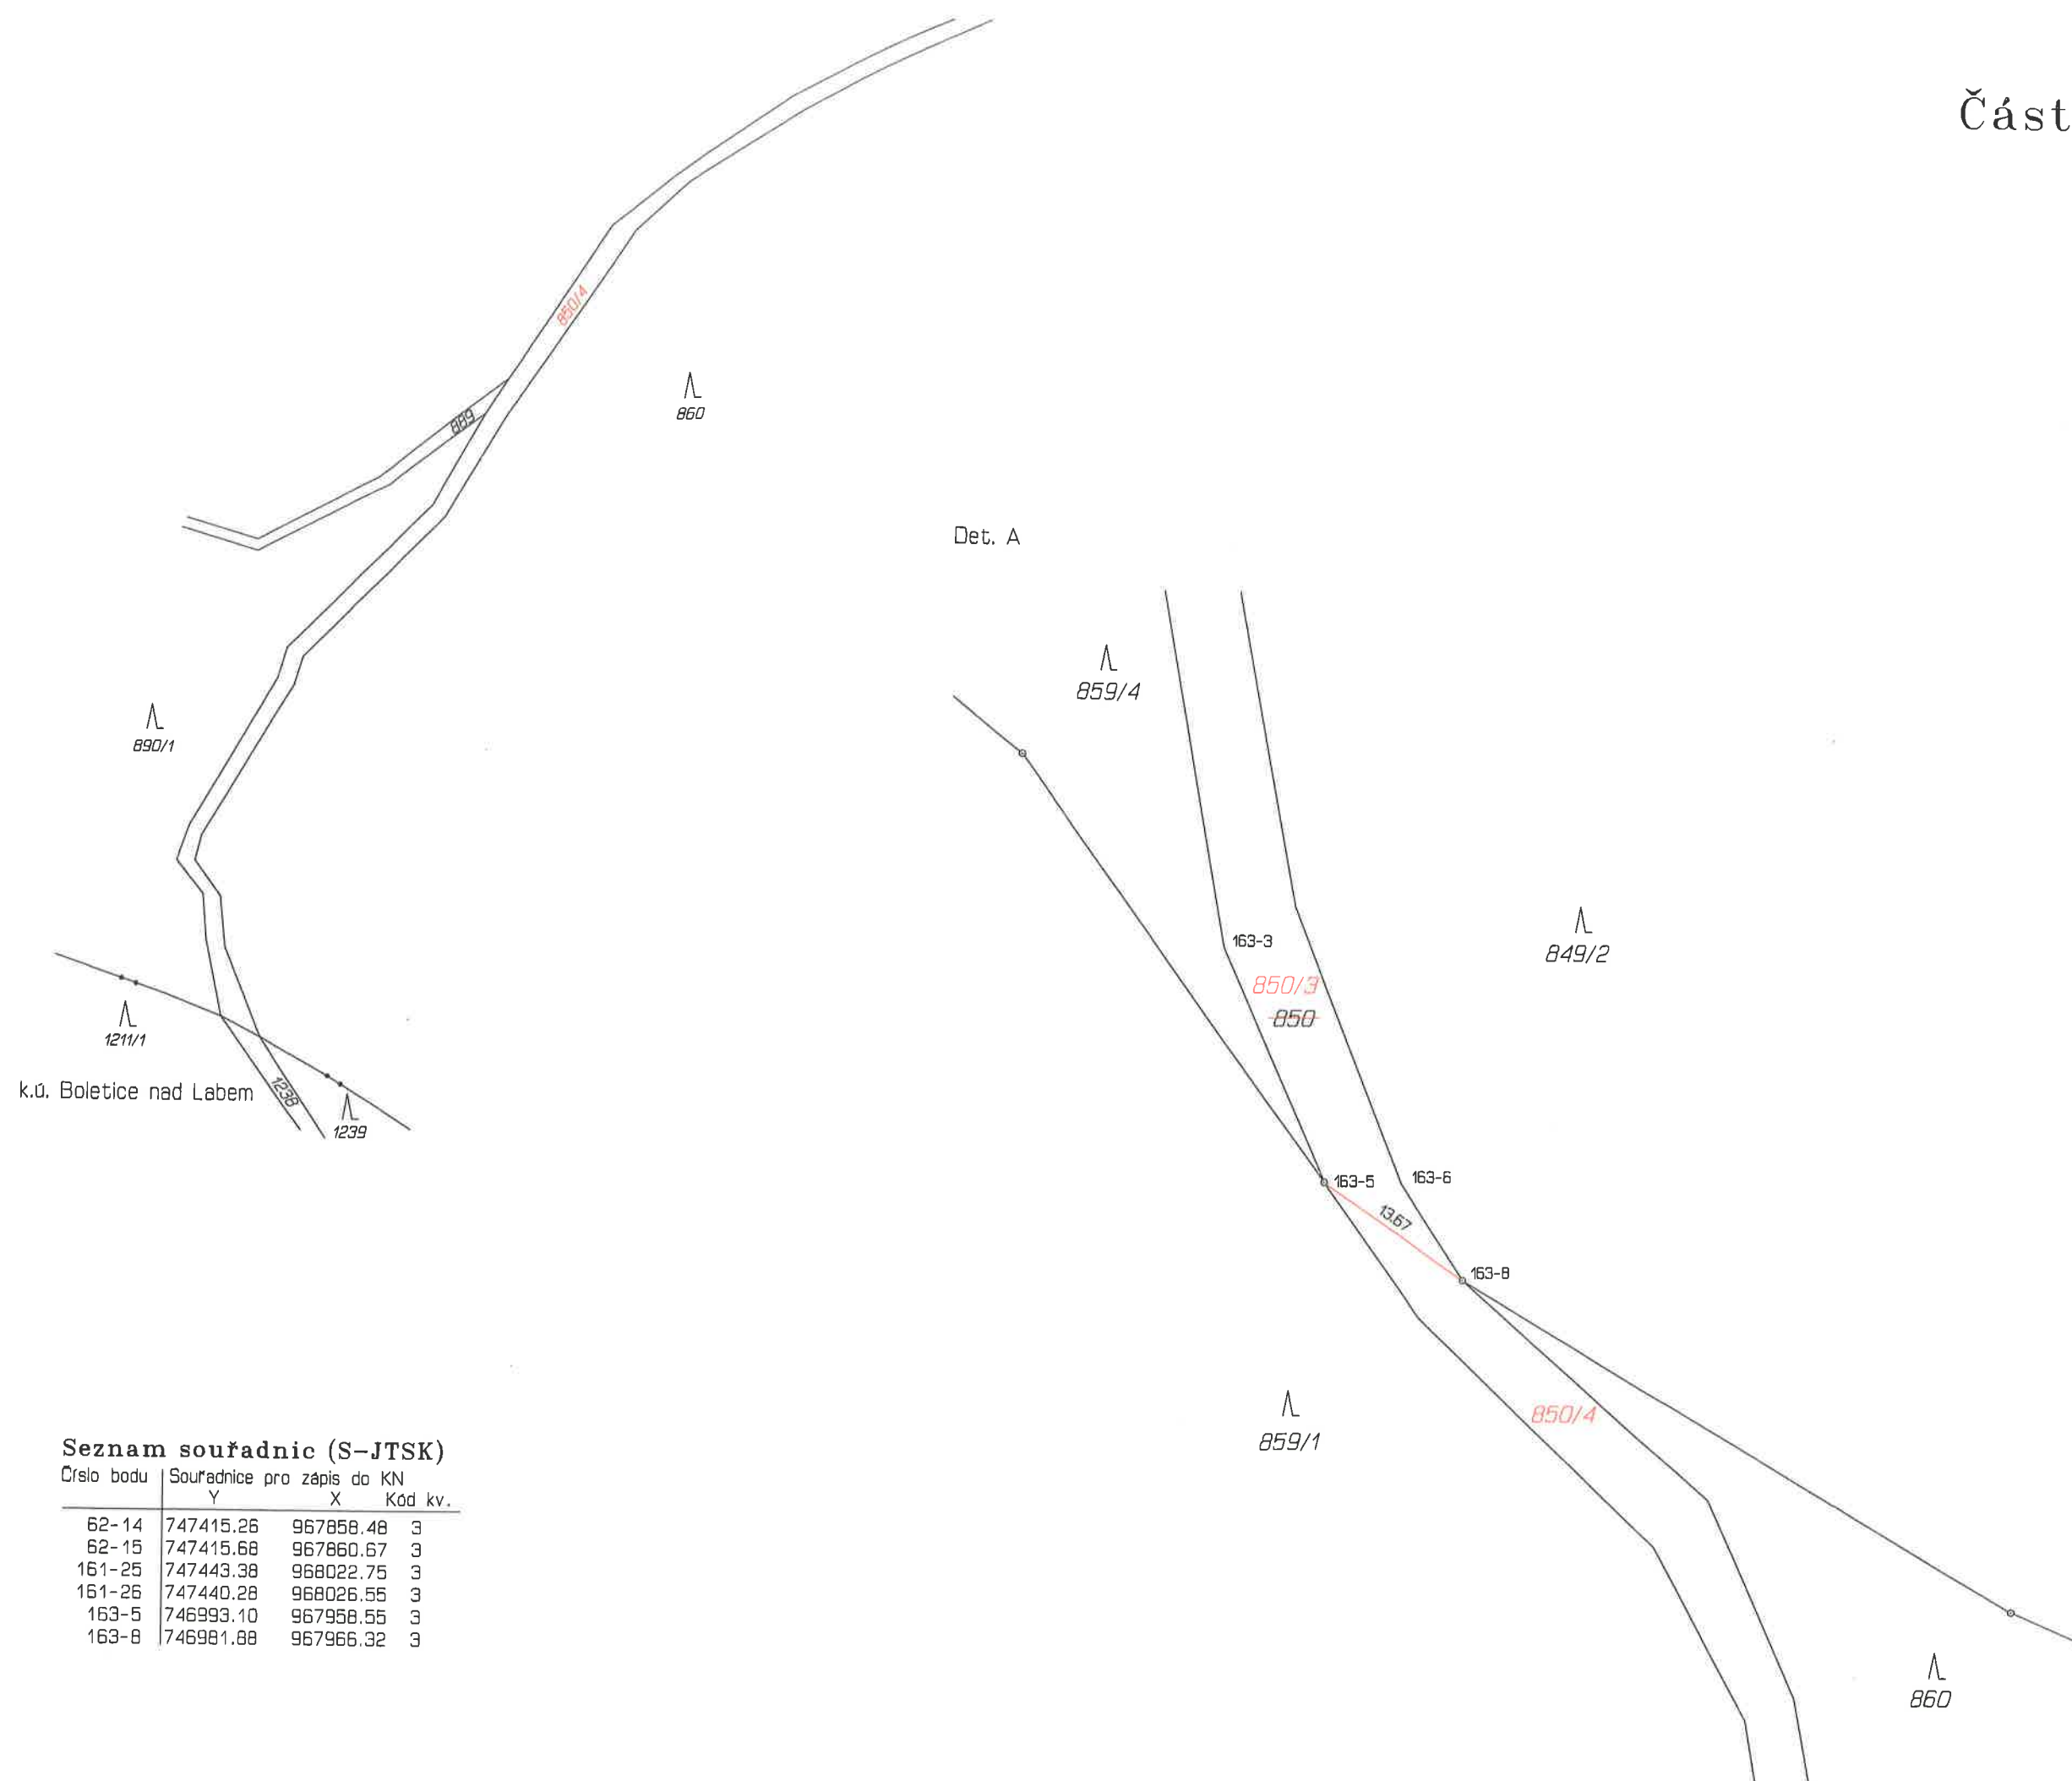 Část
850/4
860
889
Det. A
859/4
890/1
163-3
849/2
850/3
850
1211/1
k.ú. Boletice nad Labem
1238
1239
163-5
163-6
13.67
163-8
850/4
859/1
Seznam souřadnic (S-JTSK)
Číslo bodu Souřadnice pro zápis do KN
Y X Kód kv.
62-14 747415.26 967858.48 3
62-15 747415.68 967860.67 3
161-25 747443.38 968022.75 3
161-26 747440.28 968026.55 3
163-5 746993.10 967958.55 3
163-8 746981.88 967966.32 3
860